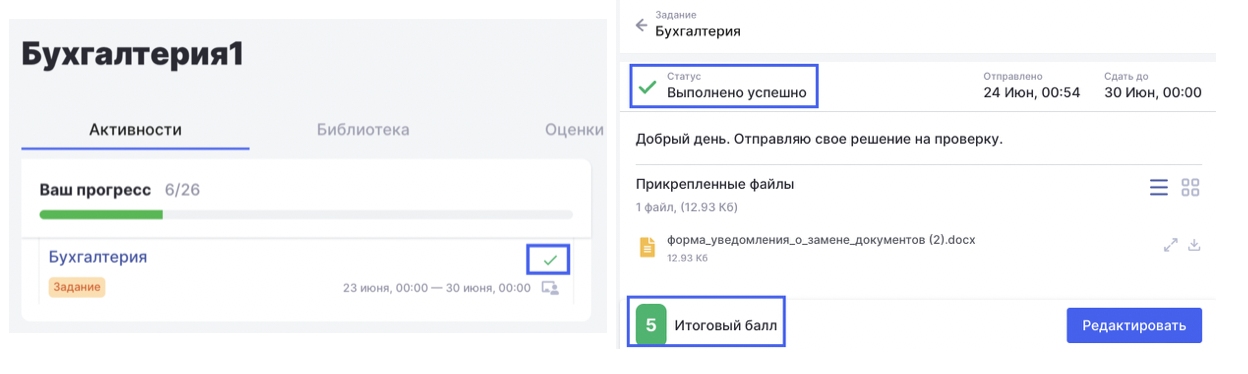 Бухгалтерия1
Активности
Библиотека
Оценки
Ваш прогресс 6/26
Бухгалтерия
Задание
23 июня, 00:00 — 30 июня, 00:00
Задание
Бухгалтерия
Статус
Выполнено успешно
Отправлено
24 Июн, 00:54
Сдать до
30 Июн, 00:00
Добрый день. Отправляю свое решение на проверку.
Прикрепленные файлы
1 файл, (12.93 Кб)
форма_уведомления_о_замене_документов (2).docx
12.93 Кб
5 Итоговый балл
Редактировать